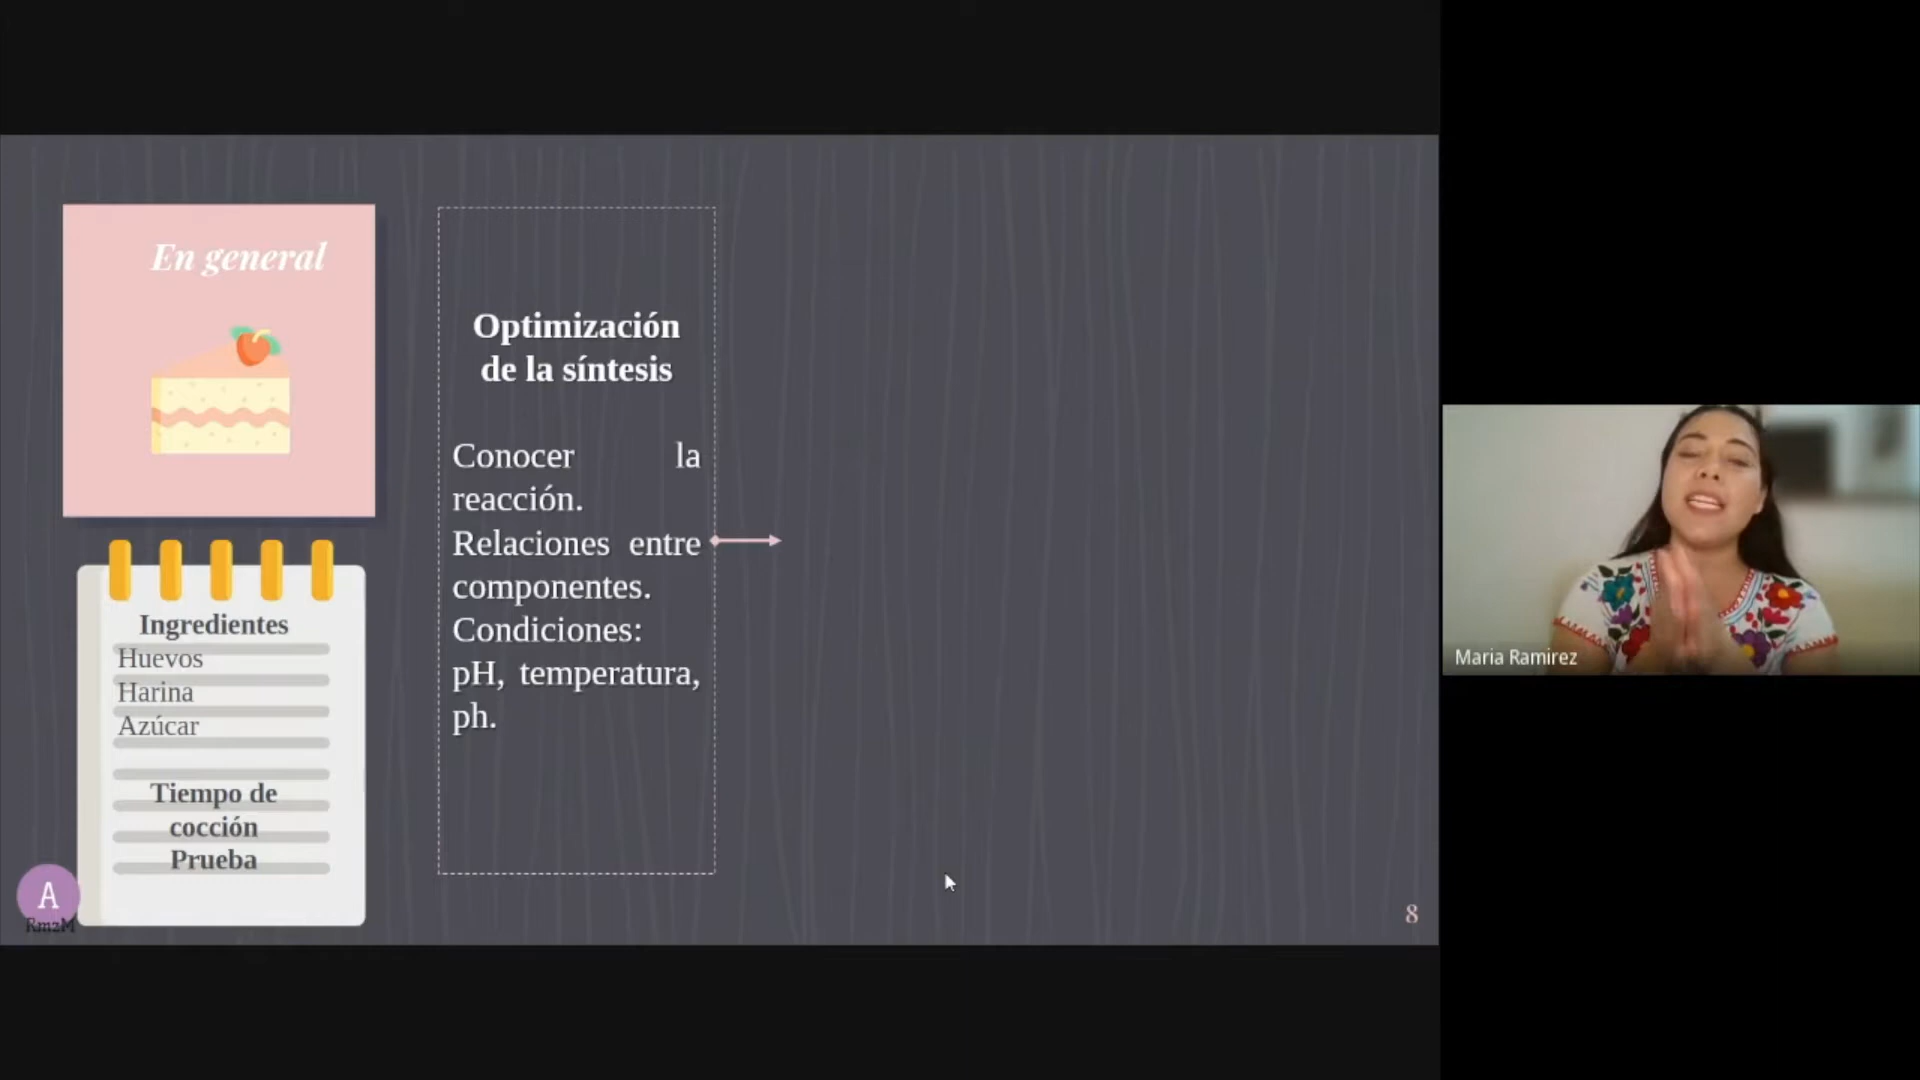 En general
Ingredientes
Huevos
Harina
Azúcar
Tiempo de
cocción
Prueba
A
RmzM
Optimización
de la síntesis
Conocer la
reacción.
Relaciones entre
componentes.
Condiciones:
pH, temperatura,
ph.
8
Maria Ramirez